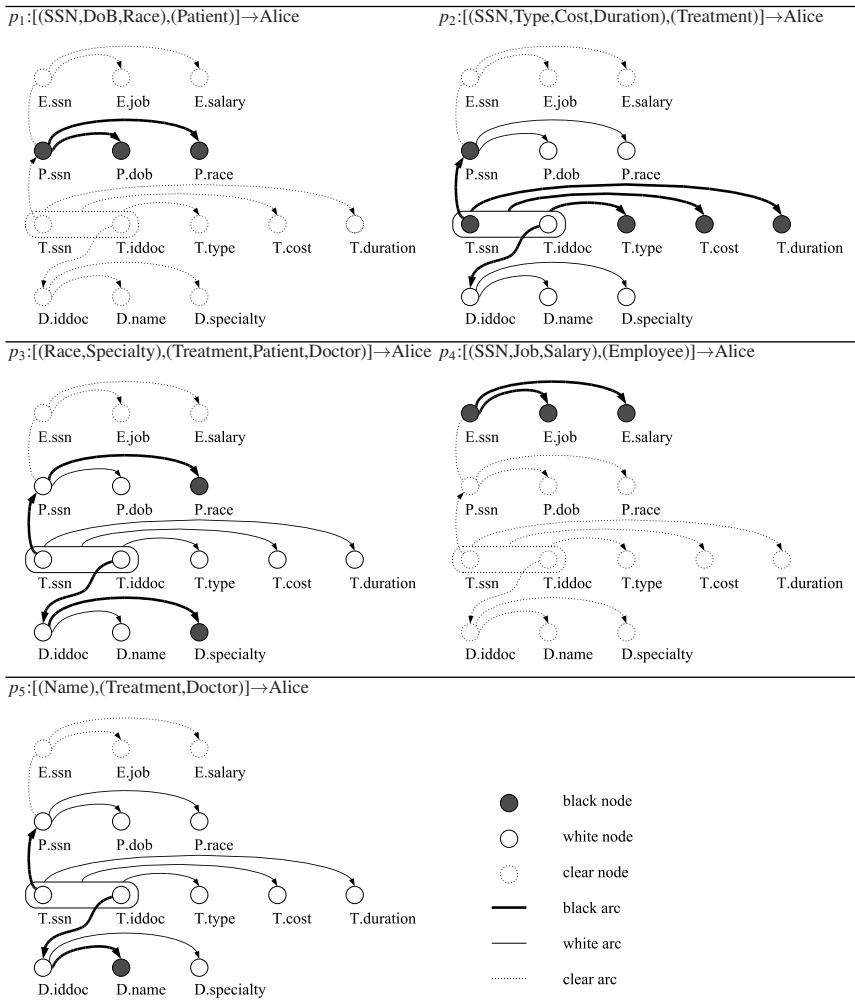 p1:[(SSN,DoB,Race),(Patient)]→Alice
E.ssn E.job E.salary
P.ssn P.dob P.race
T.ssn T.iddoc T.type T.cost T.duration
D.iddoc D.name D.specialty
p2:[(SSN,Type,Cost,Duration),(Treatment)]→Alice
E.ssn E.job E.salary
P.ssn P.dob P.race
T.ssn T.iddoc T.type T.cost T.duration
D.iddoc D.name D.specialty
p3:[(Race,Specialty),(Treatment,Patient,Doctor)]→Alice
E.ssn E.job E.salary
P.ssn P.dob P.race
T.ssn T.iddoc T.type T.cost T.duration
D.iddoc D.name D.specialty
p4:[(SSN,Job,Salary),(Employee)]→Alice
E.ssn E.job E.salary
P.ssn P.dob P.race
T.ssn T.iddoc T.type T.cost T.duration
D.iddoc D.name D.specialty
p5:[(Name),(Treatment,Doctor)]→Alice
E.ssn E.job E.salary
P.ssn P.dob P.race
T.ssn T.iddoc T.type T.cost T.duration
D.iddoc D.name D.specialty
black node
white node
clear node
black arc
white arc
clear arc